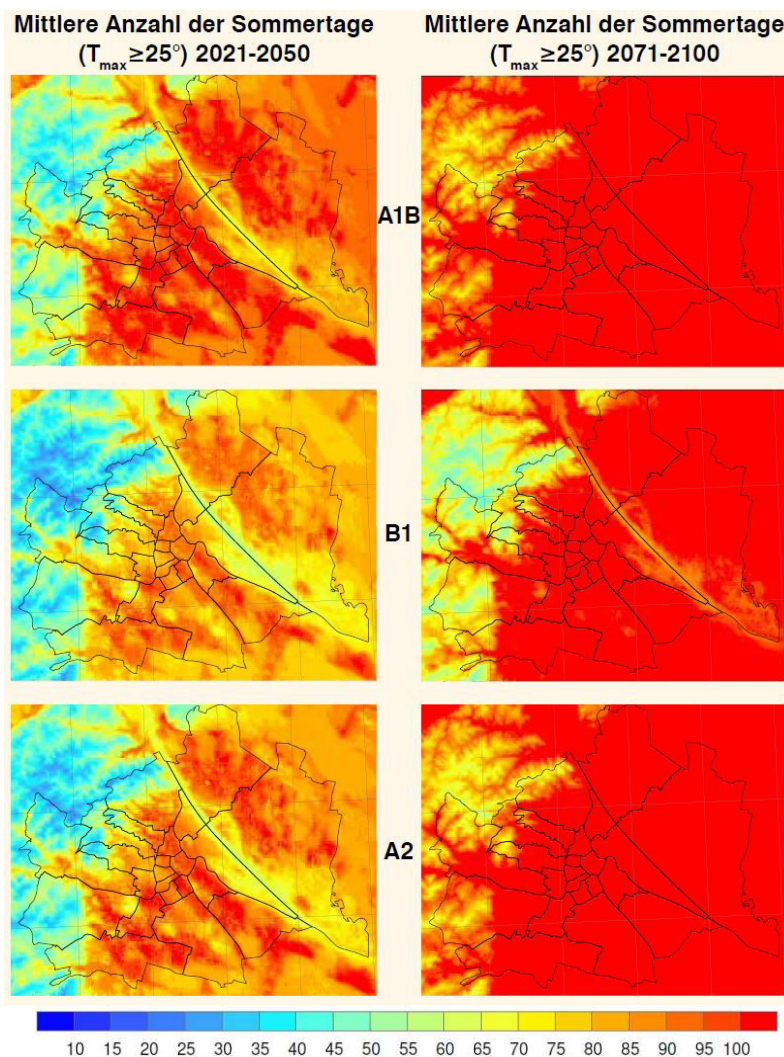 Mittlere Anzahl der Sommertage
(Tmax≥25°) 2021-2050
Mittlere Anzahl der Sommertage
(Tmax≥25°) 2071-2100
A1B
B1
A2
10 15 20 25 30 35 40 45 50 55 60 65 70 75 80 85 90 95 100